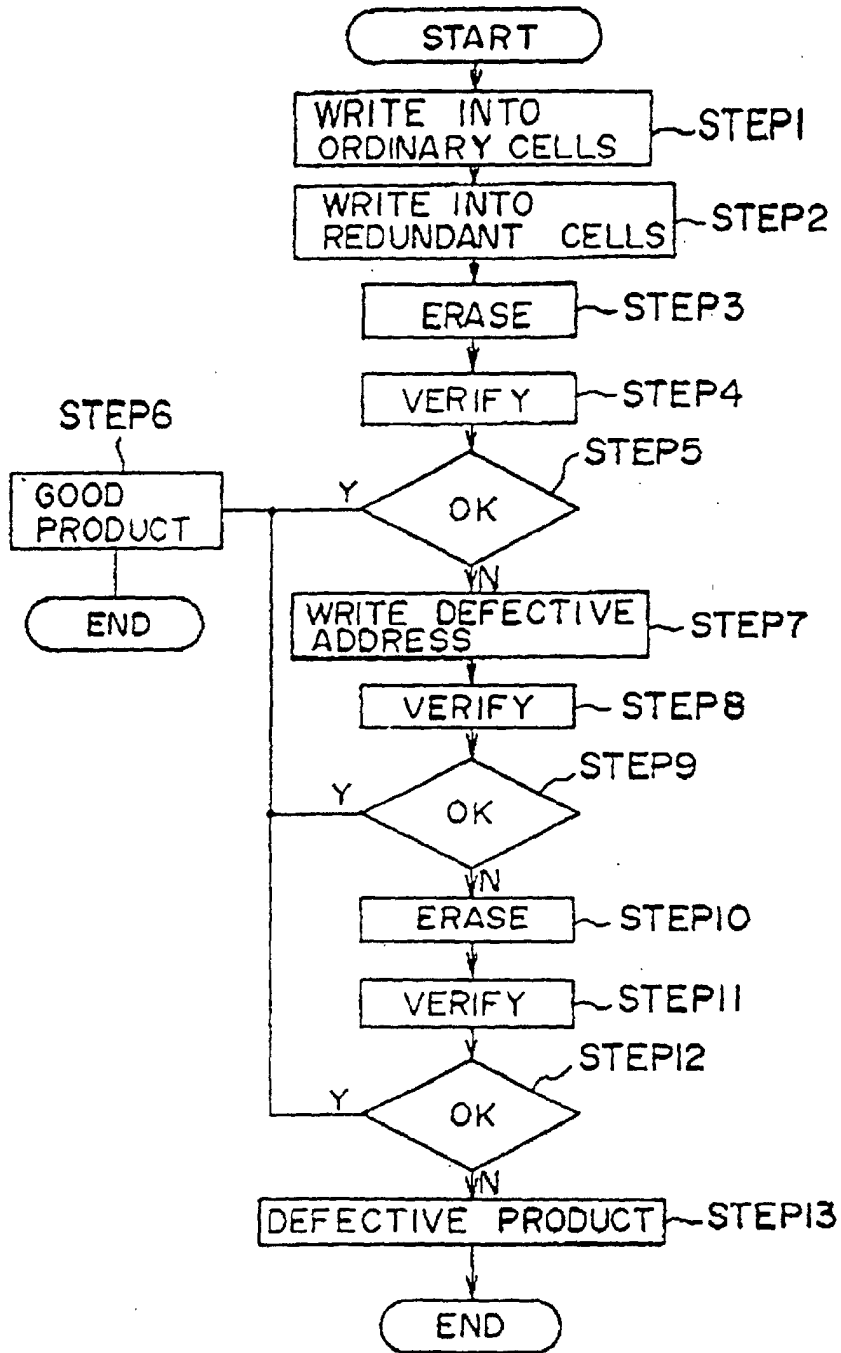 START
WRITE INTO
ORDINARY CELLS
STEP1
WRITE INTO
REDUNDANT CELLS
STEP2
ERASE
STEP3
VERIFY
STEP4
OK
STEP5
Y
N
STEP6
GOOD
PRODUCT
END
WRITE DEFECTIVE
ADDRESS
STEP7
VERIFY
STEP8
OK
STEP9
Y
N
ERASE
STEP10
VERIFY
STEP11
OK
STEP12
Y
N
DEFECTIVE PRODUCT
STEP13
END